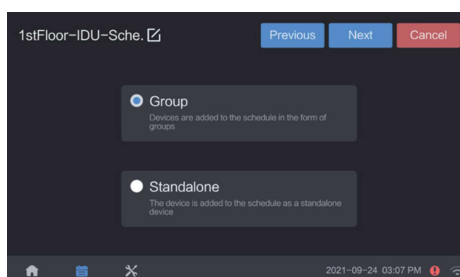 1stFloor-IDU-Sche.
Previous
Next
Cancel
Group
Devices are added to the schedule in the form of
groups
Standalone
The device is added to the schedule as a standalone
device
2021-09-24 03:07 PM